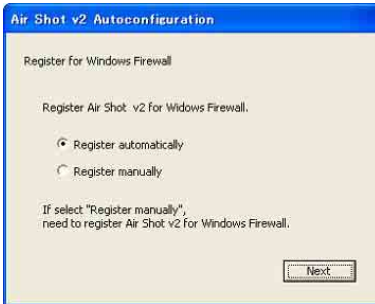 Air Shot v2 Autoconfiguration
Register for Windows Firewall
Register Air Shot v2 for Widows Firewall.
Register automatically
Register manually
If select "Register manually",
need to register Air Shot v2 for Windows Firewall.
Next